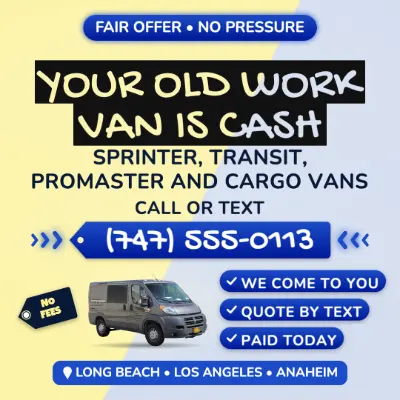 FAIR OFFER • NO PRESSURE
YOUR OLD WORK
VAN IS CASH
SPRINTER, TRANSIT,
PROMASTER AND CARGO VANS
CALL OR TEXT
(747) 555-0113
NO
FEES
WE COME TO YOU
QUOTE BY TEXT
PAID TODAY
LONG BEACH • LOS ANGELES • ANAHEIM